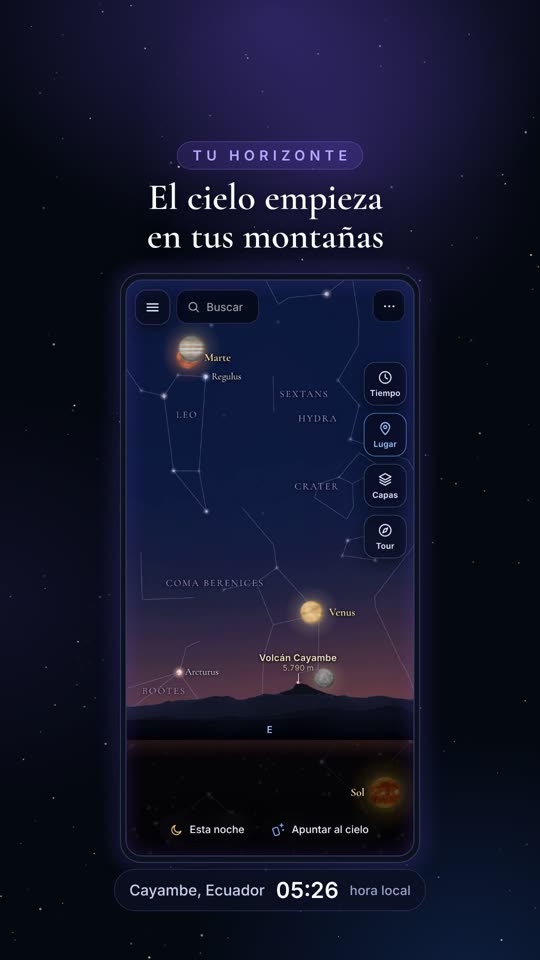 TU HORIZONTE
El cielo empieza
en tus montañas
Buscar
Marte
Regulus
SEXTANS
Tiempo
LEO
HYDRA
Lugar
CRATER
Capas
Tour
COMA BERENICES
Venus
Volcán Cayambe
5.790 m
Arcturus
BOÖTES
E
Sol
Esta noche
Apuntar al cielo
Cayambe, Ecuador 05:26 hora local